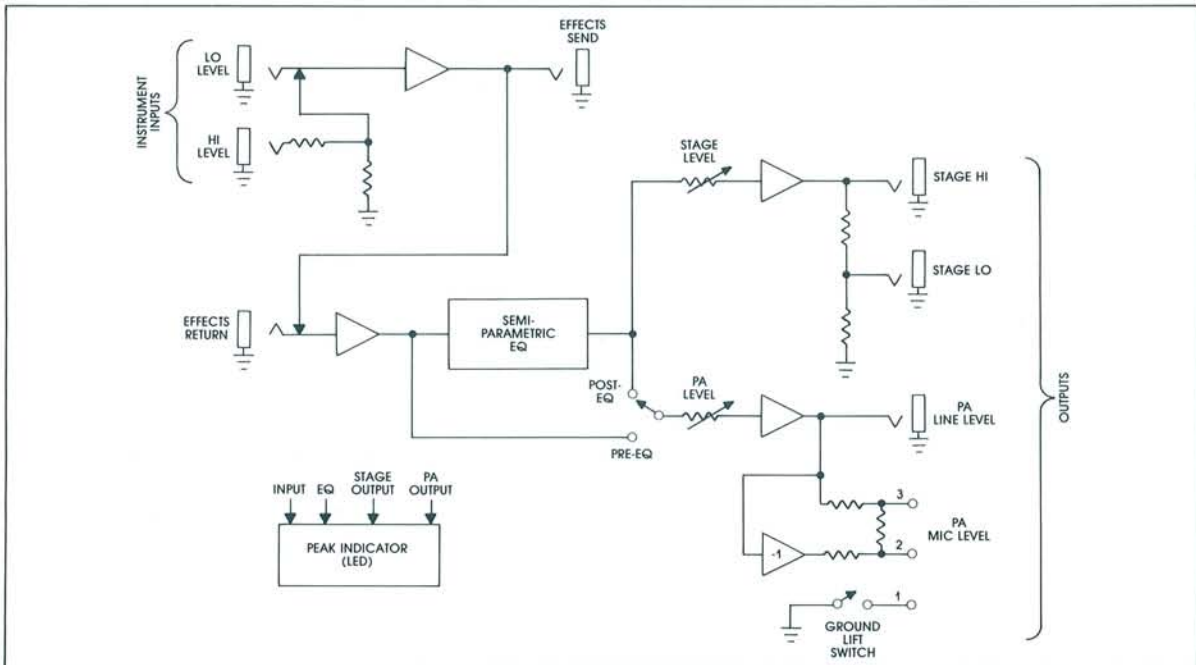 INSTRUMENT
INPUTS
LO
LEVEL
HI
LEVEL
EFFECTS
SEND
EFFECTS
RETURN
SEMI-
PARAMETRIC
EQ
STAGE
LEVEL
STAGE HI
STAGE LO
POST-
EQ
PRE-EQ
PA
LEVEL
PA
LINE LEVEL
3
PA
MIC LEVEL
2
-1
1
GROUND
LIFT
SWITCH
OUTPUTS
INPUT EQ STAGE
OUTPUT PA
OUTPUT
PEAK INDICATOR
(LED)